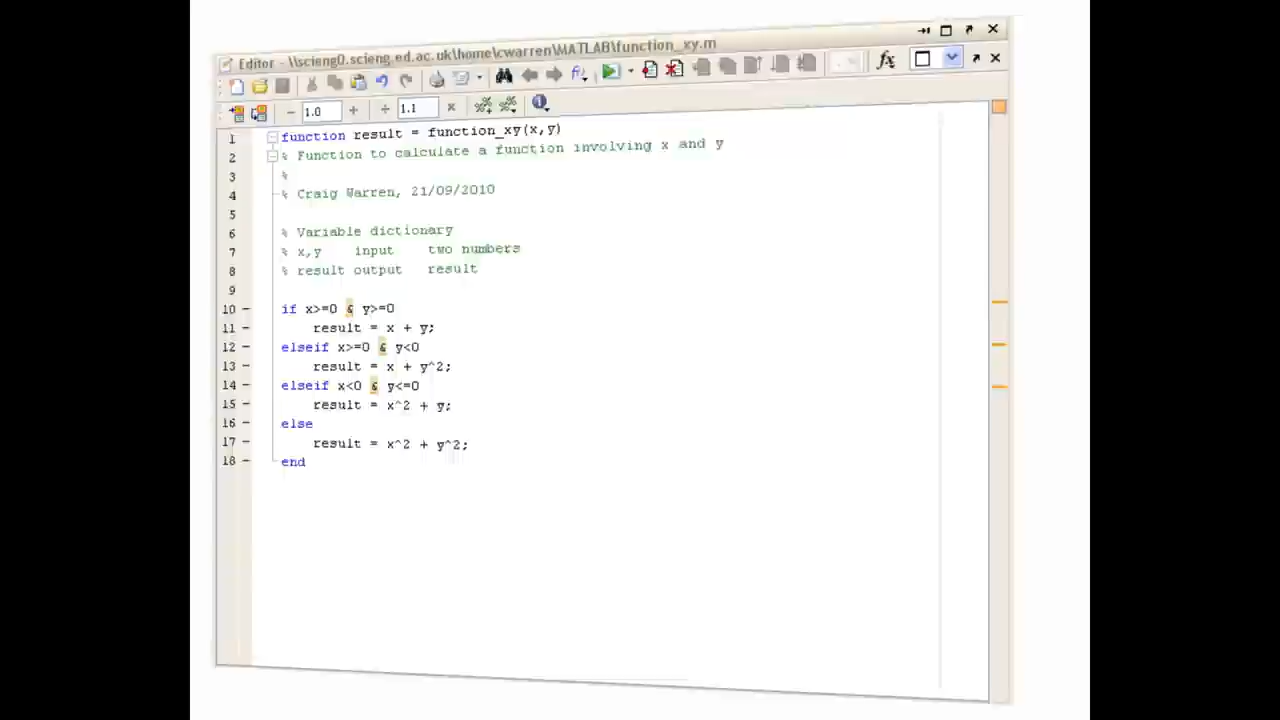 Editor - \\scieng0.scieng.ed.ac.uk\home\cwarren\MATLAB\function_xy.m
- 1.0 + ÷ 1.1 ×
1 function result = function_xy(x,y)
2 % Function to calculate a function involving x and y
3 %
4 % Craig Warren, 21/09/2010
5
6 % Variable dictionary
7 % x,y input two numbers
8 % result output result
9
10 - if x>=0 & y>=0
11 - result = x + y;
12 - elseif x>=0 & y<0
13 - result = x + y^2;
14 - elseif x<0 & y<=0
15 - result = x^2 + y;
16 - else
17 - result = x^2 + y^2;
18 - end